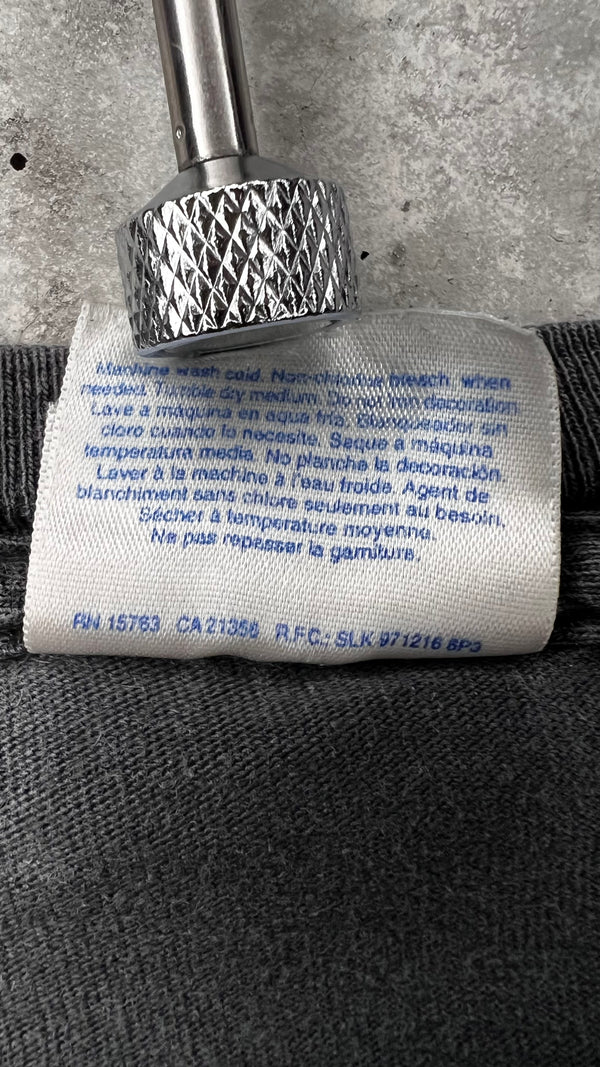 Machine wash cold. Non-chlorine bleach, when
needed. Tumble dry medium. Do not iron decoration.
Lave a máquina en agua fría. Blanqueador sin
cloro cuando lo necesite. Seque a máquina
temperatura media. No planche la decoración.
Laver à la machine à l'eau froide. Agent de
blanchiment sans chlore seulement au besoin.
Sécher à température moyenne.
Ne pas repasser la garniture.
RN 15763 CA 21356 R.F.C.: SLK 971216 6P3